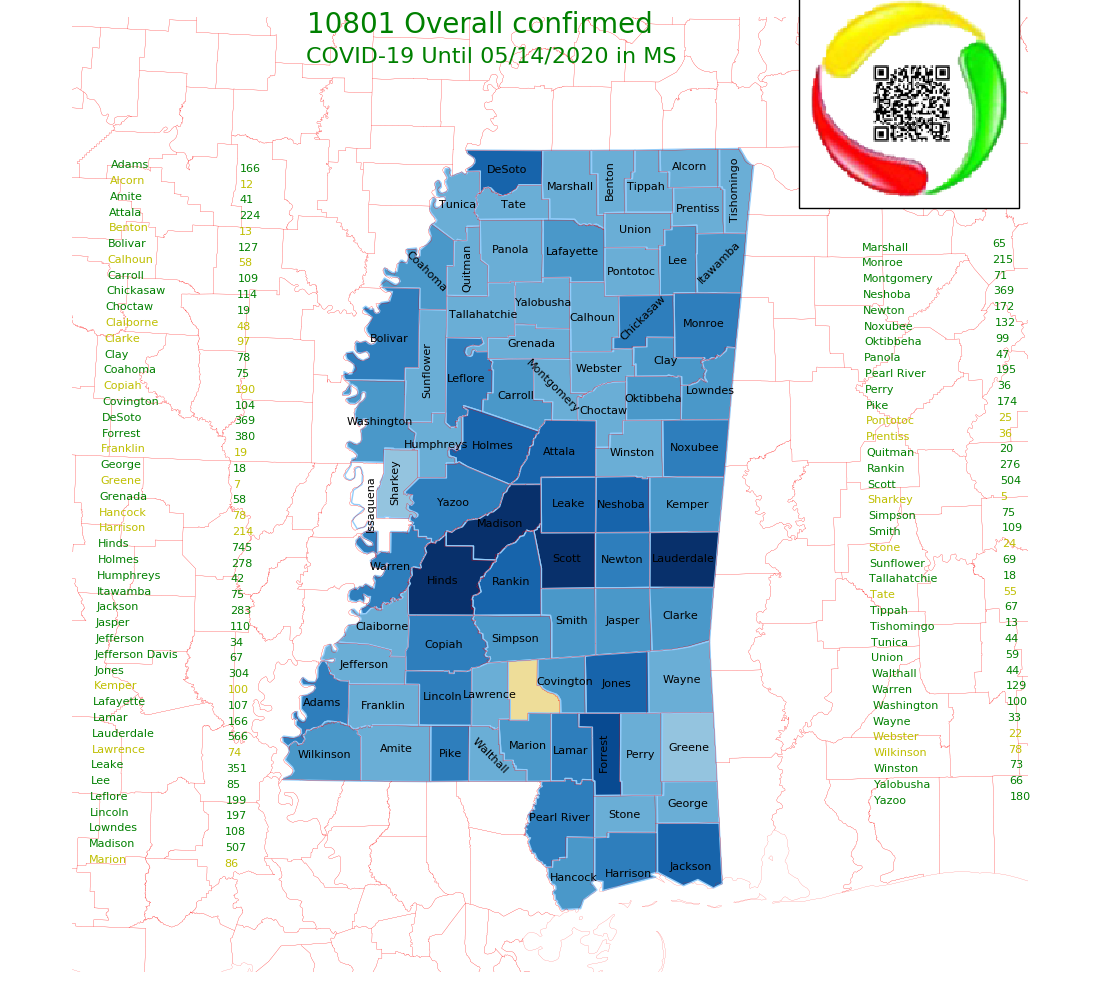 10801 Overall confirmed
COVID-19 Until 05/14/2020 in MS
Adams 166
Alcorn 12
Amite 41
Attala 224
Benton 13
Bolivar 127
Calhoun 58
Carroll 109
Chickasaw 114
Choctaw 19
Claiborne 48
Clarke 97
Clay 78
Coahoma 75
Copiah 190
Covington 104
DeSoto 369
Forrest 380
Franklin 19
George 18
Greene 7
Grenada 58
Hancock 78
Harrison 214
Hinds 745
Holmes 278
Humphreys 42
Itawamba 75
Jackson 283
Jasper 110
Jefferson 34
Jefferson Davis 67
Jones 304
Kemper 100
Lafayette 107
Lamar 166
Lauderdale 566
Lawrence 74
Leake 351
Lee 85
Leflore 199
Lincoln 197
Lowndes 108
Madison 507
Marion 86
DeSoto
Marshall
Benton
Tippah
Alcorn
Tishomingo
Tunica
Tate
Prentiss
Union
Coahoma
Quitman
Panola
Lafayette
Pontotoc
Lee
Itawamba
Bolivar
Tallahatchie
Yalobusha
Calhoun
Chickasaw
Monroe
Sunflower
Grenada
Leflore
Carroll
Montgomery
Webster
Clay
Choctaw
Oktibbeha
Lowndes
Washington
Humphreys
Holmes
Attala
Winston
Noxubee
Issaquena
Sharkey
Yazoo
Madison
Leake
Neshoba
Kemper
Warren
Hinds
Rankin
Scott
Newton
Lauderdale
Claiborne
Copiah
Simpson
Smith
Jasper
Clarke
Jefferson
Adams
Franklin
Lincoln
Lawrence
Covington
Jones
Wayne
Wilkinson
Amite
Pike
Walthall
Marion
Lamar
Forrest
Perry
Greene
Pearl River
Stone
George
Hancock
Harrison
Jackson
Marshall 65
Monroe 215
Montgomery 71
Neshoba 369
Newton 172
Noxubee 132
Oktibbeha 99
Panola 47
Pearl River 195
Perry 36
Pike 174
Pontotoc 25
Prentiss 36
Quitman 20
Rankin 276
Scott 504
Sharkey 5
Simpson 75
Smith 109
Stone 24
Sunflower 69
Tallahatchie 18
Tate 55
Tippah 67
Tishomingo 13
Tunica 44
Union 59
Walthall 44
Warren 129
Washington 100
Wayne 33
Webster 22
Wilkinson 78
Winston 73
Yalobusha 66
Yazoo 180